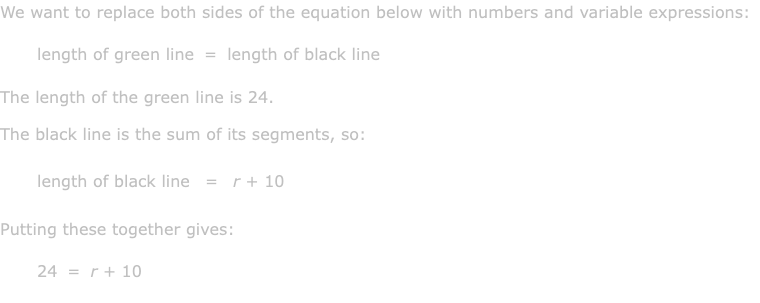 We want to replace both sides of the equation below with numbers and variable expressions:
length of green line = length of black line
The length of the green line is 24.
The black line is the sum of its segments, so:
length of black line = r + 10
Putting these together gives:
24 = r + 10